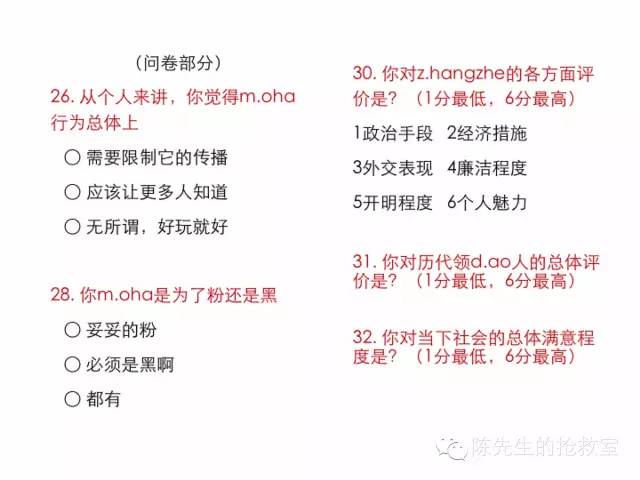 （问卷部分）
26. 从个人来讲，你觉得m.oha
行为总体上
需要限制它的传播
应该让更多人知道
无所谓，好玩就好
28. 你m.oha是为了粉还是黑
妥妥的粉
必须是黑啊
都有
30. 你对z.hangzhe的各方面评
价是？（1分最低，6分最高）
1政治手段 2经济措施
3外交表现 4廉洁程度
5开明程度 6个人魅力
31. 你对历代领d.ao人的总体评
价是？（1分最低，6分最高）
32. 你对当下社会的总体满意程
度是？（1分最低，6分最高）
陈先生的抢救室